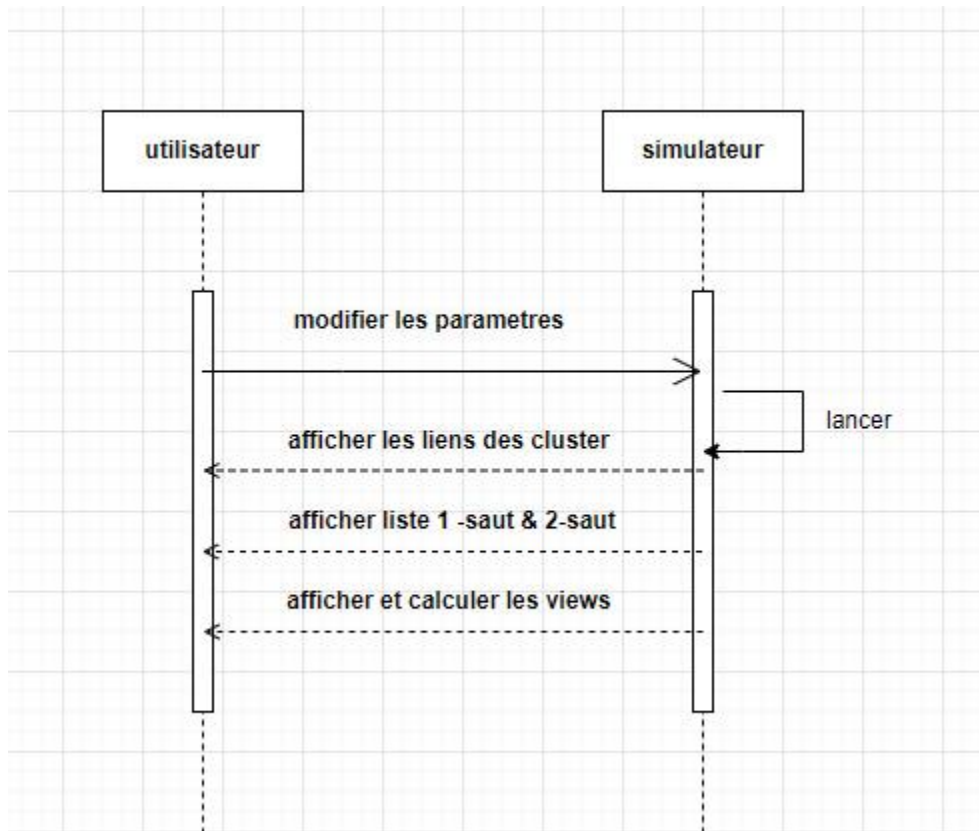 utilisateur
simulateur
modifier les parametres
lancer
afficher les liens des cluster
afficher liste 1 -saut & 2-saut
afficher et calculer les views